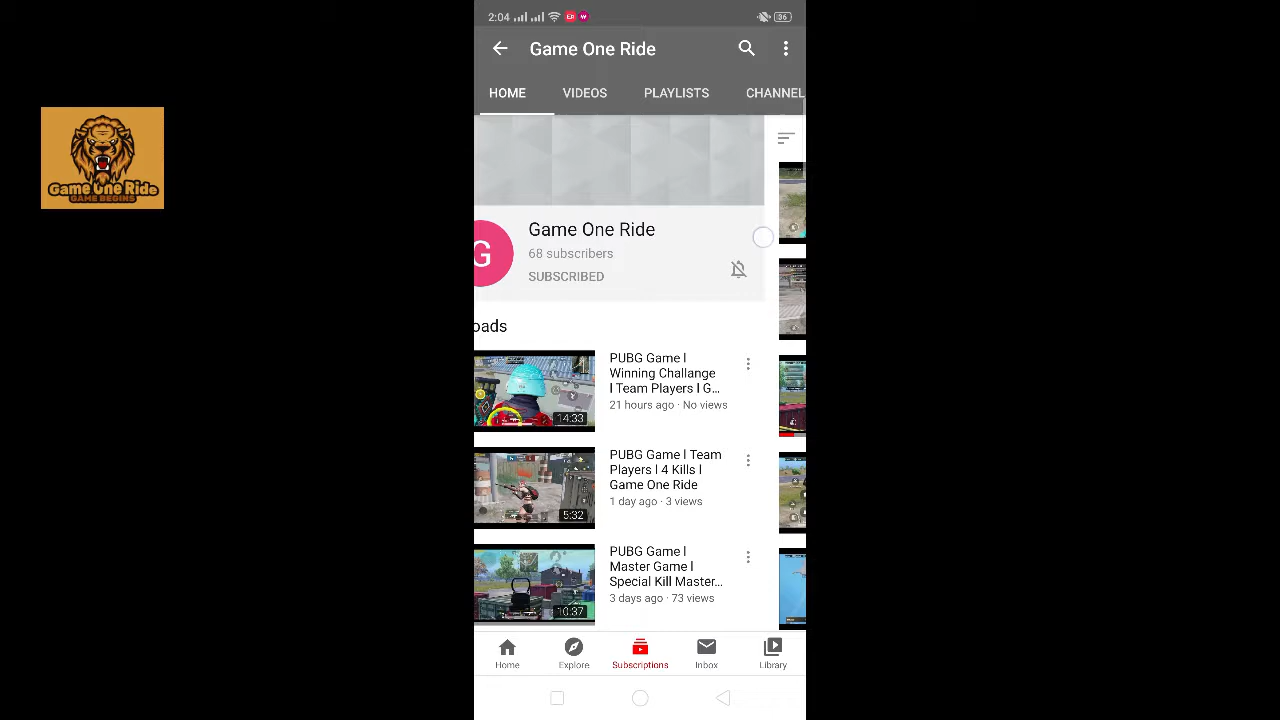 2:04
Game One Ride
HOME VIDEOS PLAYLISTS CHANNEL
Game One Ride
GAME BEGINS
G
Game One Ride
68 subscribers
SUBSCRIBED
oads
PUBG Game l
Winning Challange
l Team Players l G...
21 hours ago · No views
14:33
PUBG Game l Team
Players l 4 Kills l
Game One Ride
1 day ago · 3 views
5:32
PUBG Game l
Master Game l
Special Kill Master...
3 days ago · 73 views
10:37
Home Explore Subscriptions Inbox Library